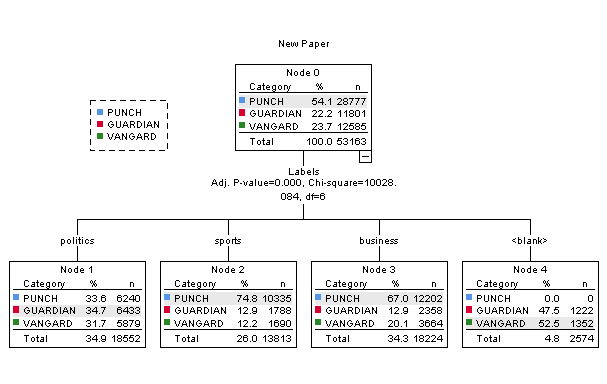 New Paper
Node 0
Category % n
PUNCH 54.1 28777
GUARDIAN 22.2 11801
VANGARD 23.7 12585
Total 100.0 53163
PUNCH
GUARDIAN
VANGARD
Labels
Adj. P-value=0.000, Chi-square=10028.
084, df=6
politics
sports
business
<blank>
Node 1
Category % n
PUNCH 33.6 6240
GUARDIAN 34.7 6433
VANGARD 31.7 5879
Total 34.9 18552
Node 2
Category % n
PUNCH 74.8 10335
GUARDIAN 12.9 1788
VANGARD 12.2 1690
Total 26.0 13813
Node 3
Category % n
PUNCH 67.0 12202
GUARDIAN 12.9 2358
VANGARD 20.1 3664
Total 34.3 18224
Node 4
Category % n
PUNCH 0.0 0
GUARDIAN 47.5 1222
VANGARD 52.5 1352
Total 4.8 2574